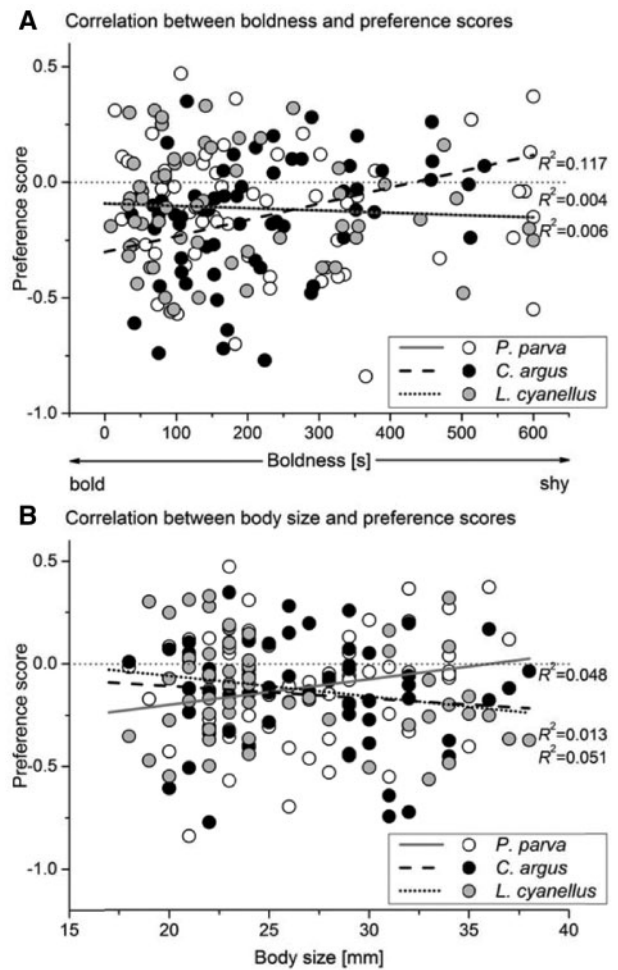 A Correlation between boldness and preference scores
0.5
0.0
-0.5
-1.0
Preference score
R²=0.117
R²=0.004
R²=0.006
P. parva
C. argus
L. cyanellus
0 100 200 300 400 500 600
Boldness [s]
bold shy
B Correlation between body size and preference scores
0.5
0.0
-0.5
-1.0
Preference score
R²=0.048
R²=0.013
R²=0.051
P. parva
C. argus
L. cyanellus
15 20 25 30 35 40
Body size [mm]